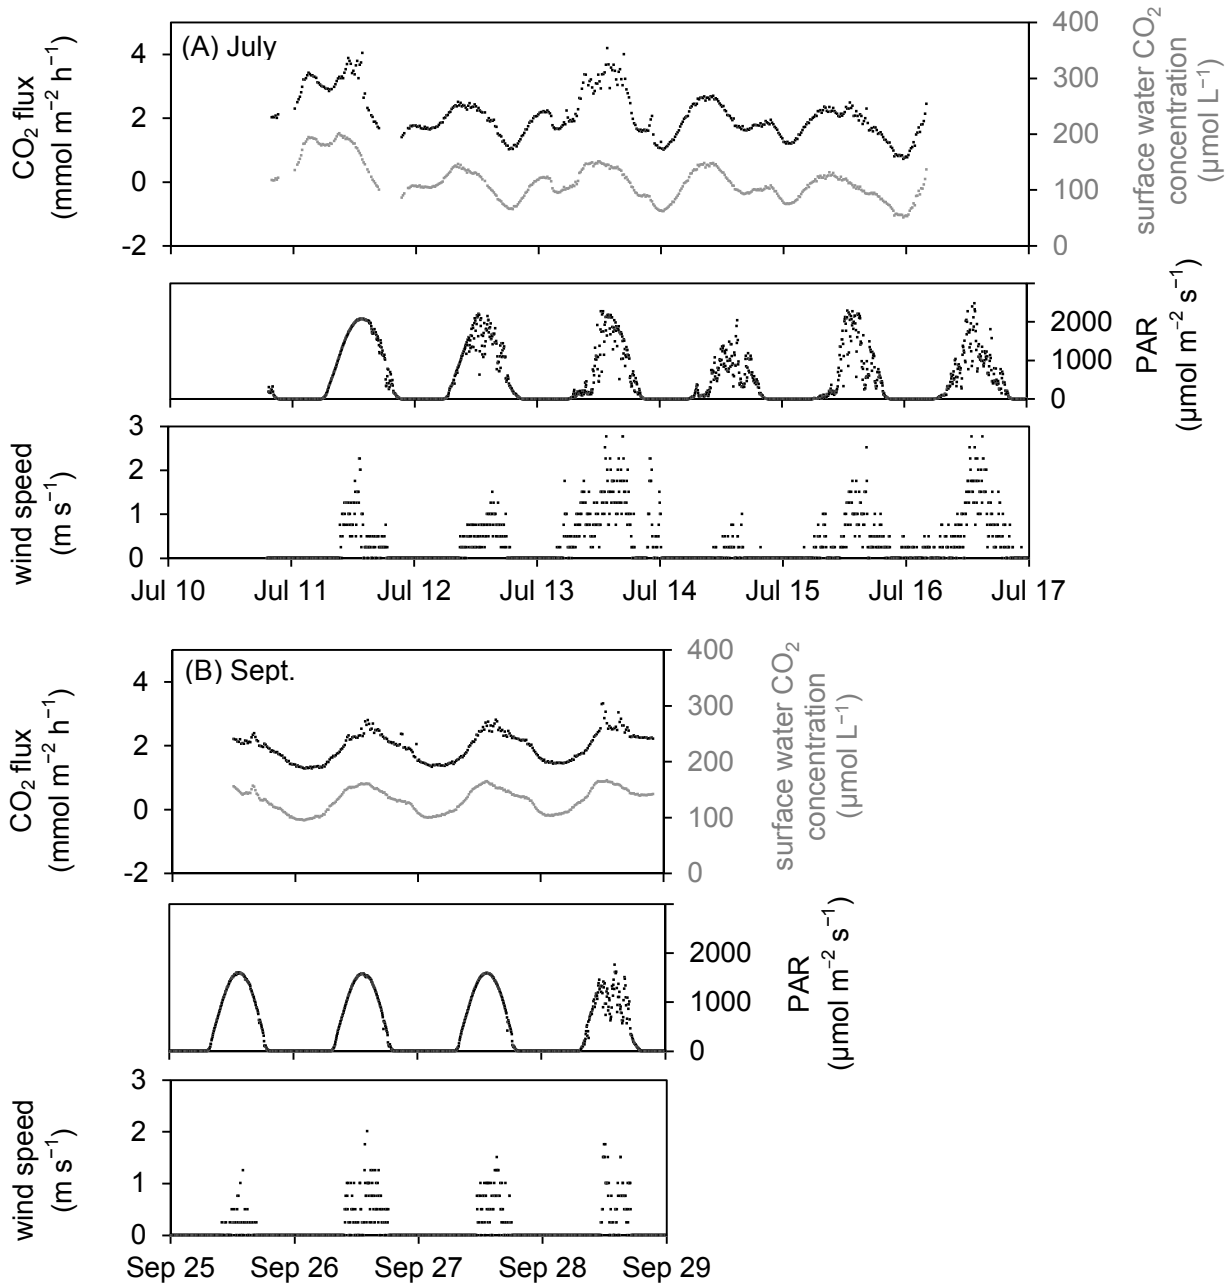 (A) July
CO₂ flux
(mmol m⁻² h⁻¹)
4
2
0
-2
400
300
200
100
0
surface water CO₂
concentration
(µmol L⁻¹)
2000
1000
0
PAR
(µmol m⁻² s⁻¹)
wind speed
(m s⁻¹)
3
2
1
0
Jul 10 Jul 11 Jul 12 Jul 13 Jul 14 Jul 15 Jul 16 Jul 17
(B) Sept.
CO₂ flux
(mmol m⁻² h⁻¹)
4
2
0
-2
400
300
200
100
0
surface water CO₂
concentration
(µmol L⁻¹)
2000
1000
0
PAR
(µmol m⁻² s⁻¹)
wind speed
(m s⁻¹)
3
2
1
0
Sep 25 Sep 26 Sep 27 Sep 28 Sep 29